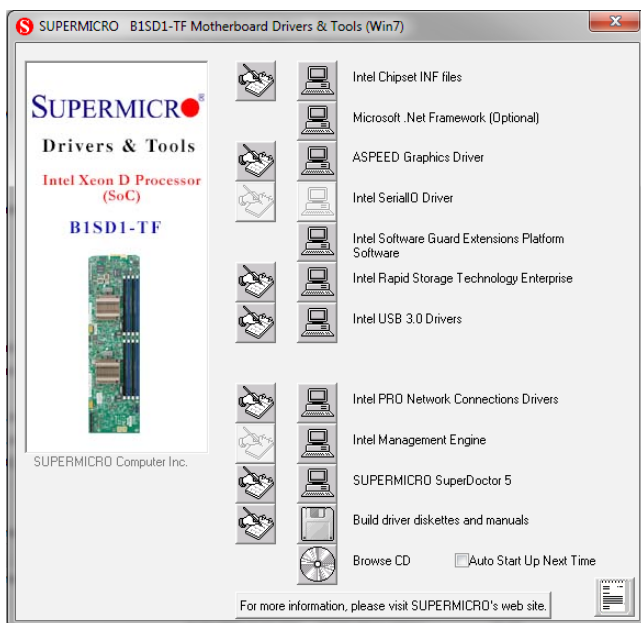 SUPERMICRO B1SD1-TF Motherboard Drivers & Tools (Win7)
SUPERMICRO
Drivers & Tools
Intel Xeon D Processor
(SoC)
B1SD1-TF
SUPERMICRO Computer Inc.
Intel Chipset INF files
Microsoft .Net Framework (Optional)
ASPEED Graphics Driver
Intel SerialIO Driver
Intel Software Guard Extensions Platform
Software
Intel Rapid Storage Technology Enterprise
Intel USB 3.0 Drivers
Intel PRO Network Connections Drivers
Intel Management Engine
SUPERMICRO SuperDoctor 5
Build driver diskettes and manuals
Browse CD
Auto Start Up Next Time
For more information, please visit SUPERMICRO's web site.